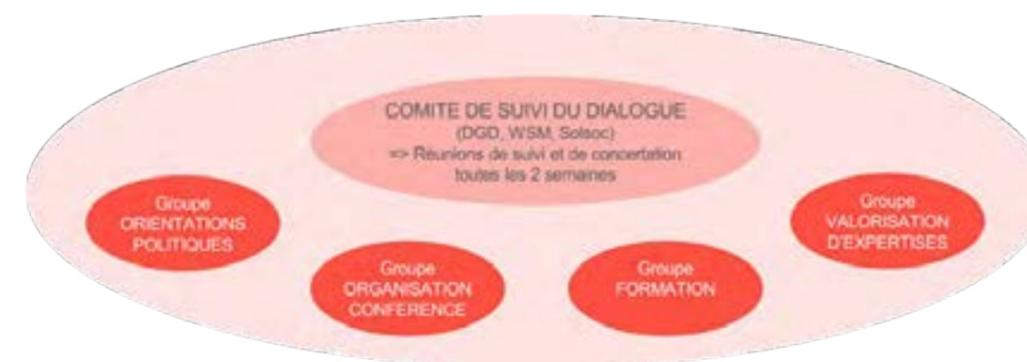 COMITE DE SUIVI DU DIALOGUE
(DGD, WSM, Solsoc)
=> Réunions de suivi et de concertation
toutes les 2 semaines
Groupe
ORIENTATIONS
POLITIQUES
Groupe
ORGANISATION
CONFERENCE
Groupe
FORMATION
Groupe
VALORISATION
D'EXPERTISES